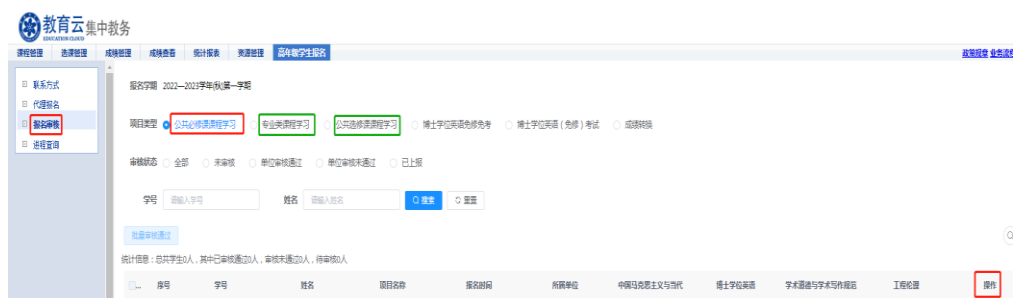 教育云 集中教务
EDUCATION CLOUD
课程管理 选课管理 成绩管理 成绩查看 统计报表 资源管理 高年级学生报名 政策规章 业务流程
联系方式
代理报名
报名审核
进程查询
报名学期 2022—2023学年(秋)第一学期
项目类型 公共必修课课程学习 专业类课程学习 公共选修课课程学习 博士学位英语免修免考 博士学位英语(免修)考试 成绩转换
审核状态 全部 未审核 单位审核通过 单位审核未通过 已上报
学号 请输入学号 姓名 请输入姓名 搜索 重置
批量审核通过
统计信息:总共学生0人,其中已审核通过0人,审核未通过0人,待审核0人
... 序号 学号 姓名 项目名称 报名时间 所属单位 中国马克思主义与当代 博士学位英语 学术道德与学术写作规范 工程伦理 操作